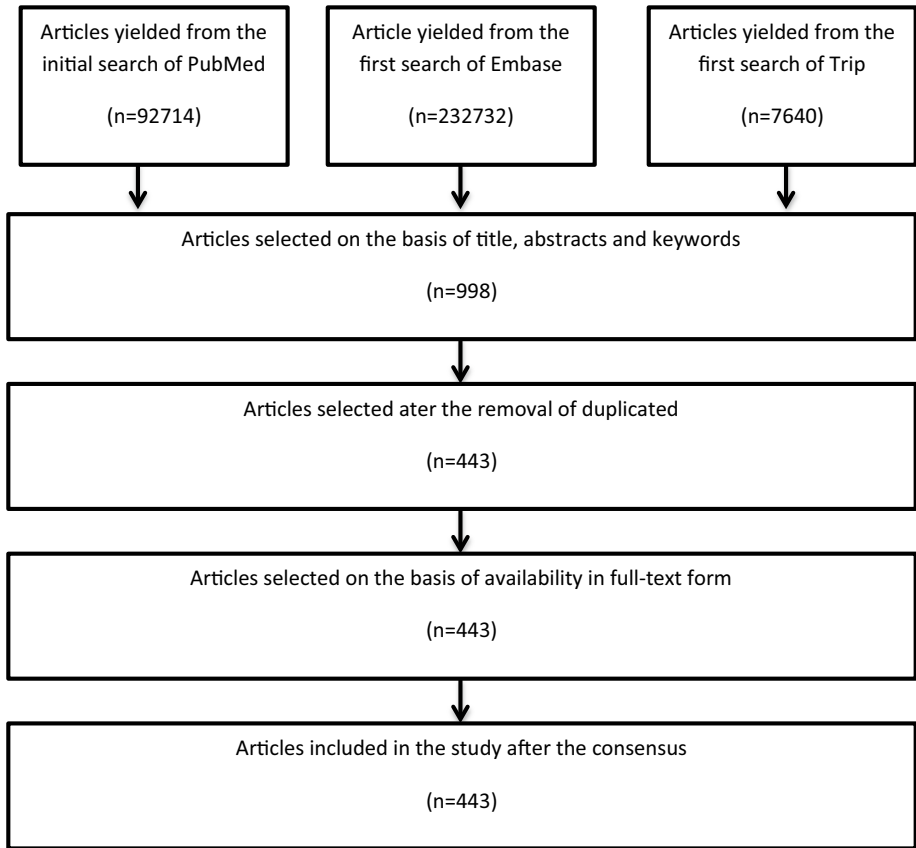 Articles yielded from the
initial search of PubMed
(n=92714)
Article yielded from the
first search of Embase
(n=232732)
Articles yielded from the
first search of Trip
(n=7640)
Articles selected on the basis of title, abstracts and keywords
(n=998)
Articles selected ater the removal of duplicated
(n=443)
Articles selected on the basis of availability in full-text form
(n=443)
Articles included in the study after the consensus
(n=443)